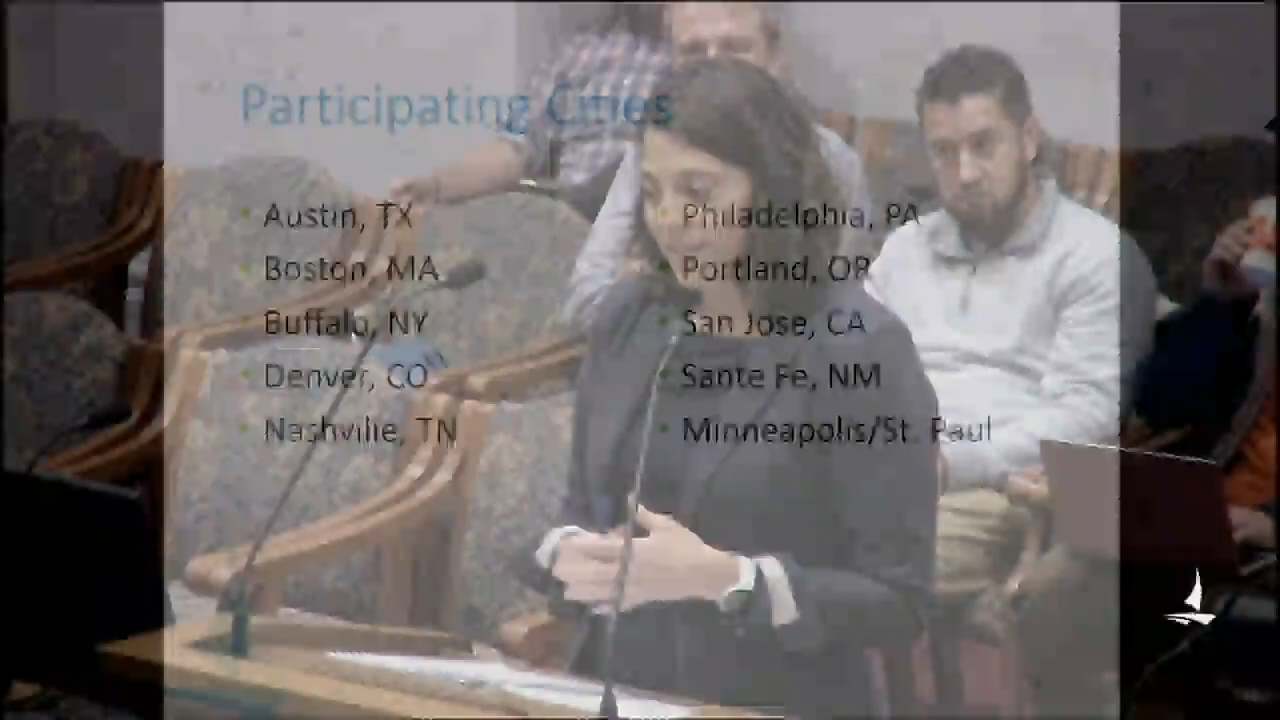 Participating Cities
Austin, TX
Boston, MA
Buffalo, NY
Denver, CO
Nashville, TN
Philadelphia, PA
Portland, OR
San Jose, CA
Sante Fe, NM
Minneapolis/St. Paul